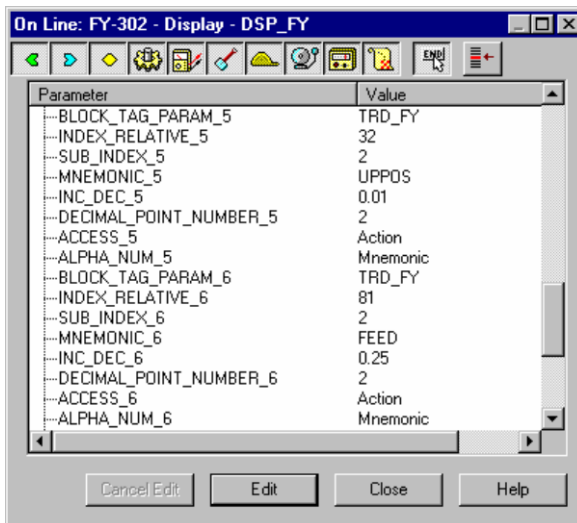 On Line: FY-302 - Display - DSP_FY
END
Parameter Value
BLOCK_TAG_PARAM_5 TRD_FY
INDEX_RELATIVE_5 32
SUB_INDEX_5 2
MNEMONIC_5 UPPOS
INC_DEC_5 0.01
DECIMAL_POINT_NUMBER_5 2
ACCESS_5 Action
ALPHA_NUM_5 Mnemonic
BLOCK_TAG_PARAM_6 TRD_FY
INDEX_RELATIVE_6 81
SUB_INDEX_6 2
MNEMONIC_6 FEED
INC_DEC_6 0.25
DECIMAL_POINT_NUMBER_6 2
ACCESS_6 Action
ALPHA_NUM_6 Mnemonic
Cancel Edit Edit Close Help